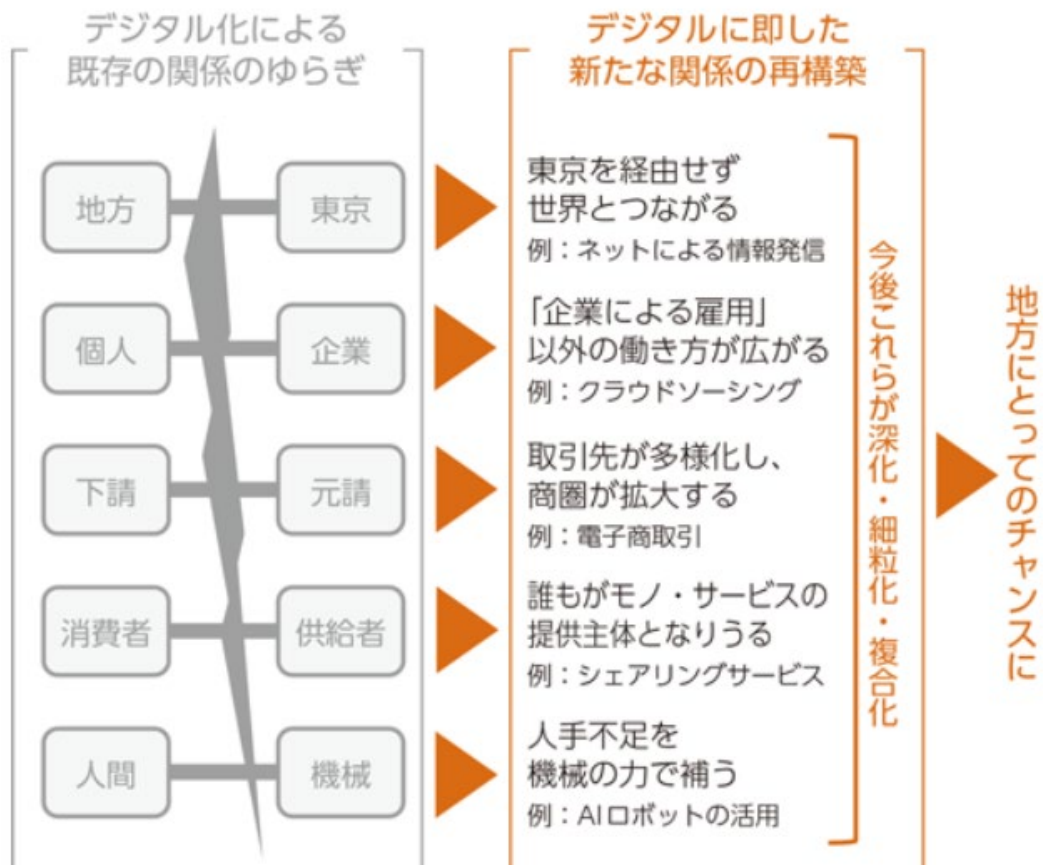 デジタル化による
既存の関係のゆらぎ
デジタルに即した
新たな関係の再構築
地方
東京
東京を経由せず
世界とつながる
例：ネットによる情報発信
個人
企業
「企業による雇用」
以外の働き方が広がる
例：クラウドソーシング
下請
元請
取引先が多様化し、
商圏が拡大する
例：電子商取引
消費者
供給者
誰もがモノ・サービスの
提供主体となりうる
例：シェアリングサービス
人間
機械
人手不足を
機械の力で補う
例：AIロボットの活用
今後これらが深化・細粒化・複合化
地方にとってのチャンスに